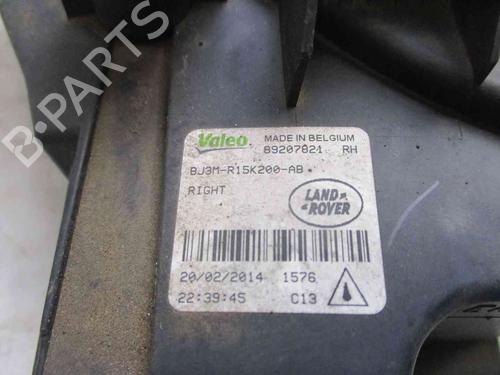 Valeo MADE IN BELGIUM
89207821 RH
BJ3M-R15K200-AB
RIGHT
LAND
ROVER
20/02/2014 1576
22:39:45 C13
B-PARTS